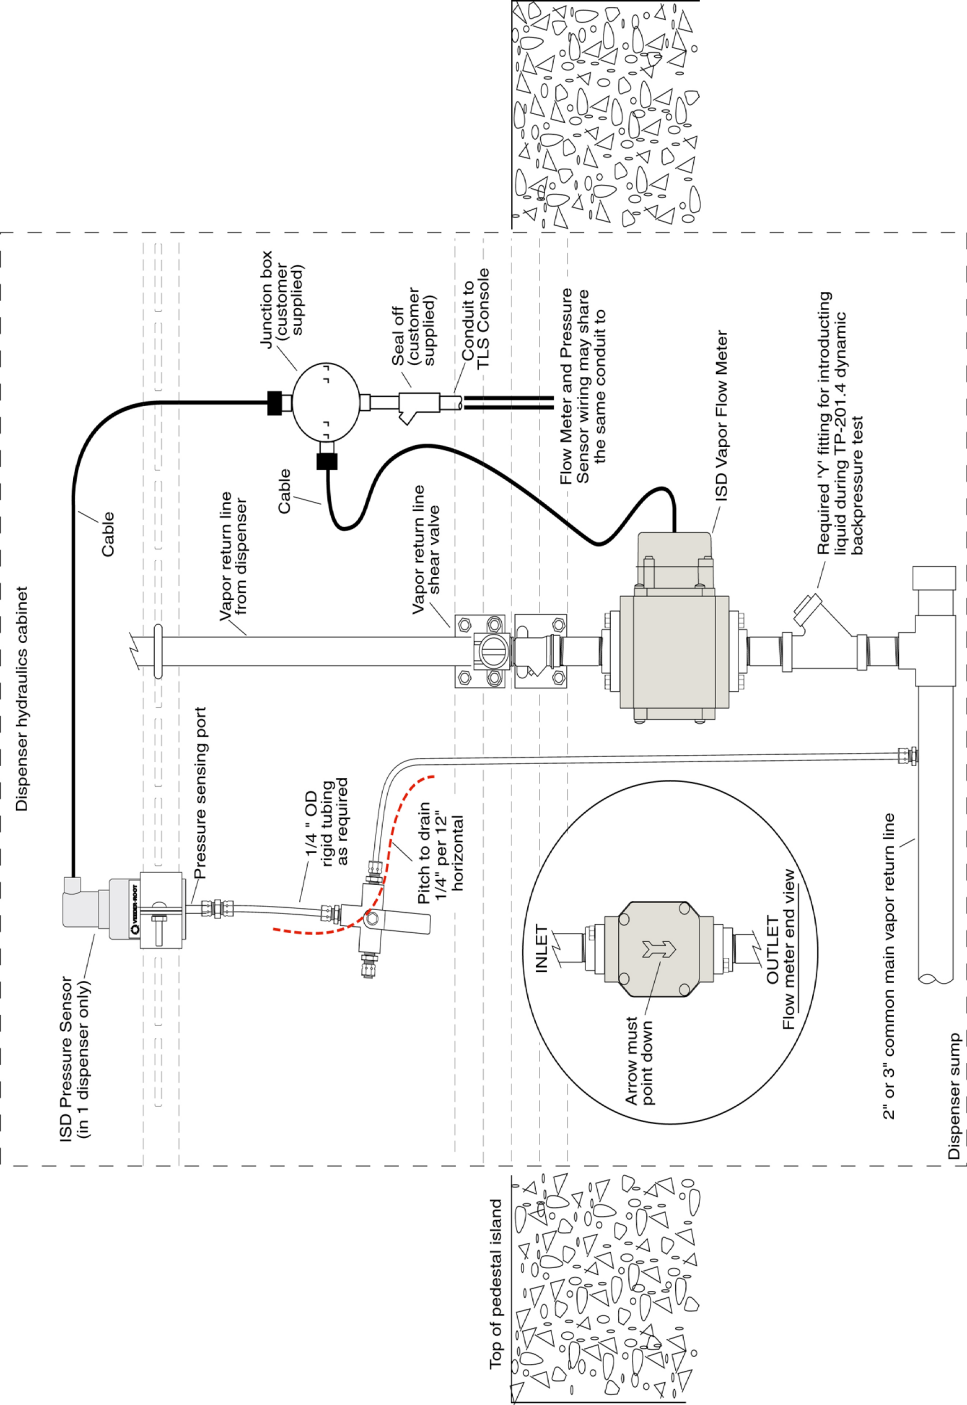 Dispenser hydraulics cabinet
ISD Pressure Sensor
(in 1 dispenser only)
VEEDER-ROOT
Cable
Pressure sensing port
Vapor return line
from dispenser
Cable
Junction box
(customer
supplied)
1/4 " OD
rigid tubing
as required
Seal off
(customer
supplied)
Pitch to drain
1/4" per 12"
horizontal
Vapor return line
shear valve
Conduit to
TLS Console
Top of pedestal island
Flow Meter and Pressure
Sensor wiring may share
the same conduit to
INLET
Arrow must
point down
OUTLET
Flow meter end view
ISD Vapor Flow Meter
Required 'Y' fitting for introducting
liquid during TP-201.4 dynamic
backpressure test
2" or 3" common main vapor return line
Dispenser sump